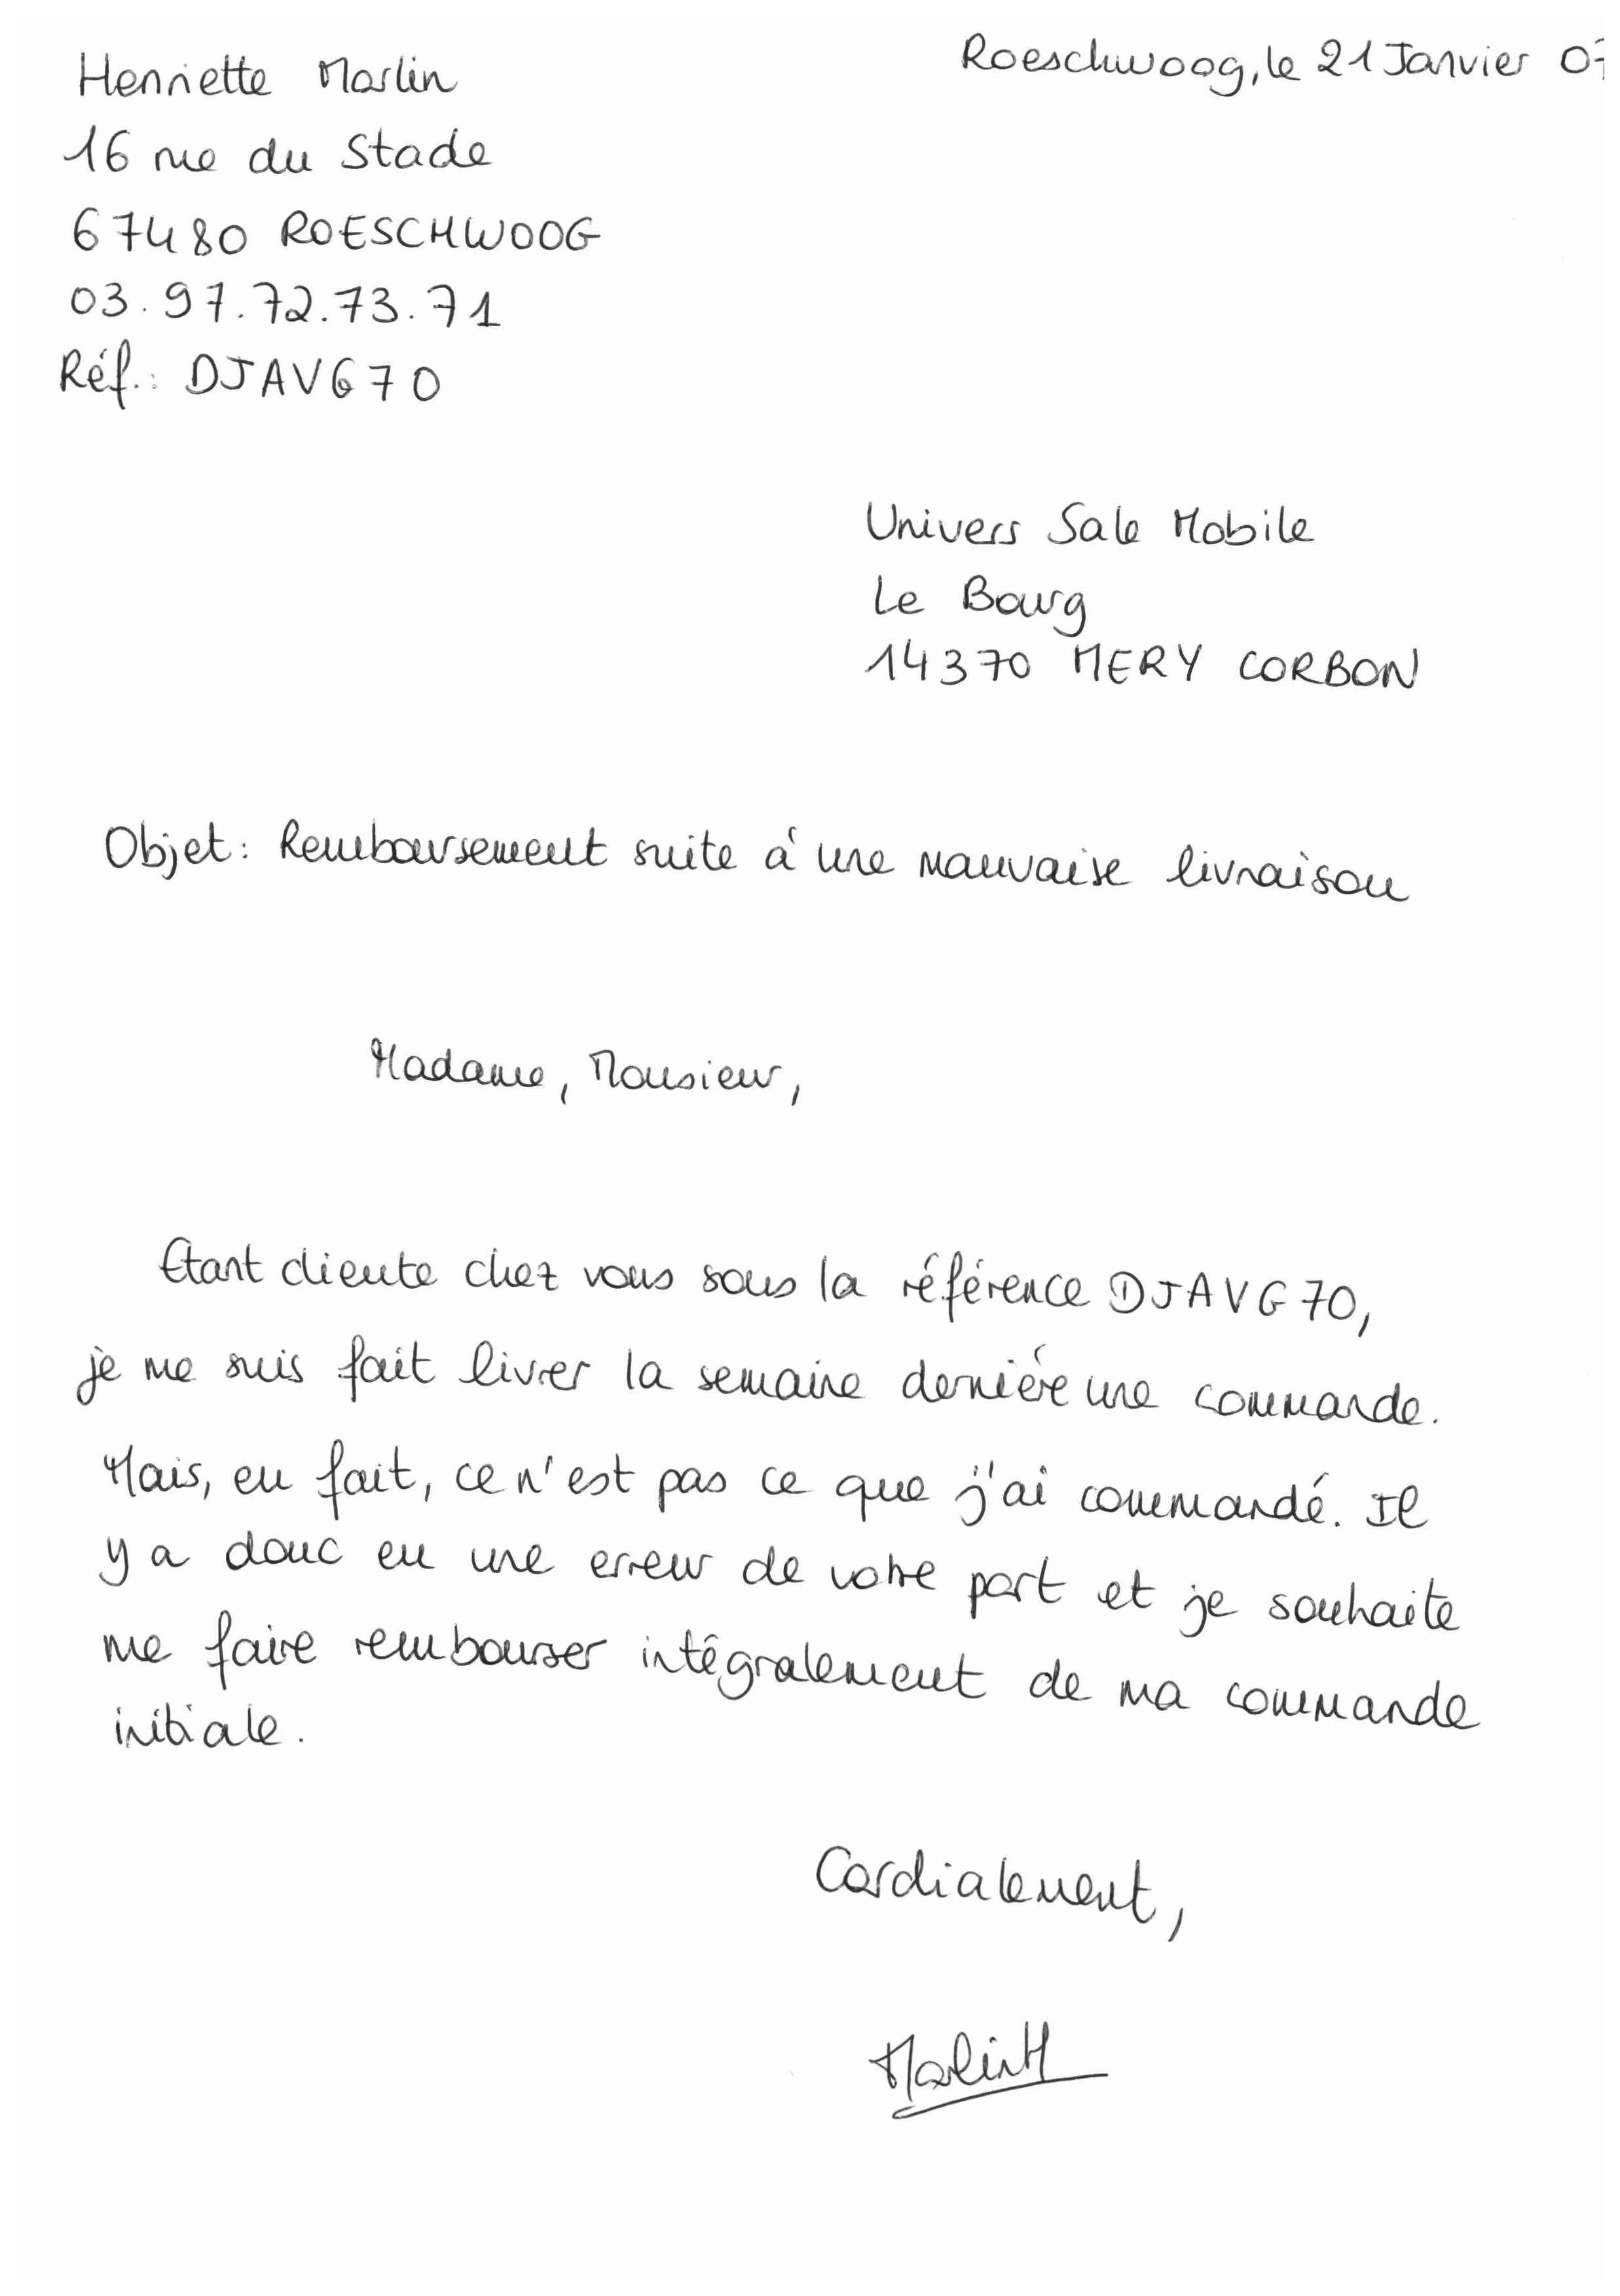 Henriette Marlin
Roeschwoog, le 21 Janvier 07
16 rue du Stade
67480 ROESCHWOOG
03.97.72.73.71
Réf.: DJAVG70
Univers Sale Mobile
Le Bourg
14370 MERY CORBON
Objet: Remboursement suite à une mauvaise livraison
Madame, Monsieur,
Etant cliente chez vous sous la référence DJAVG70,
je me suis fait livrer la semaine dernière une commande.
Mais, en fait, ce n'est pas ce que j'ai commandé. Il
y a donc eu une erreur de votre part et je souhaite
me faire rembourser intégralement de ma commande
initiale.
Cordialement,
Marlin H